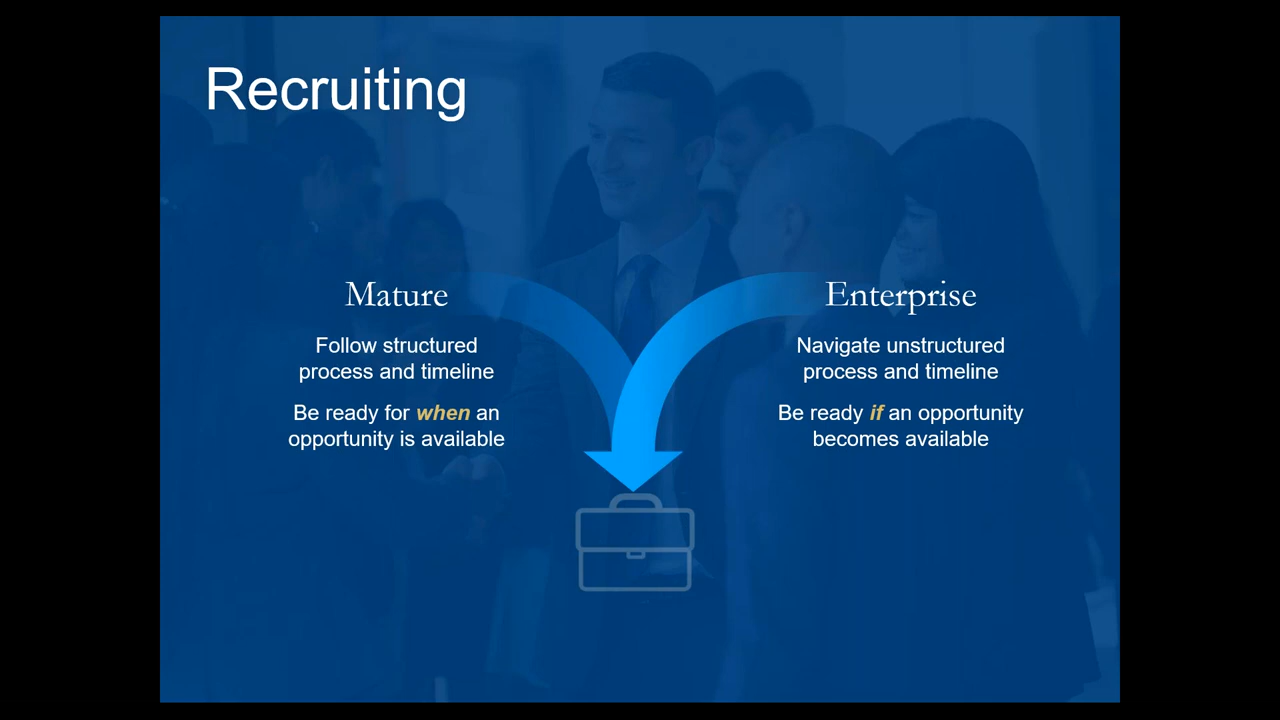 Recruiting
Mature
Follow structured
process and timeline
Be ready for when an
opportunity is available
Enterprise
Navigate unstructured
process and timeline
Be ready if an opportunity
becomes available